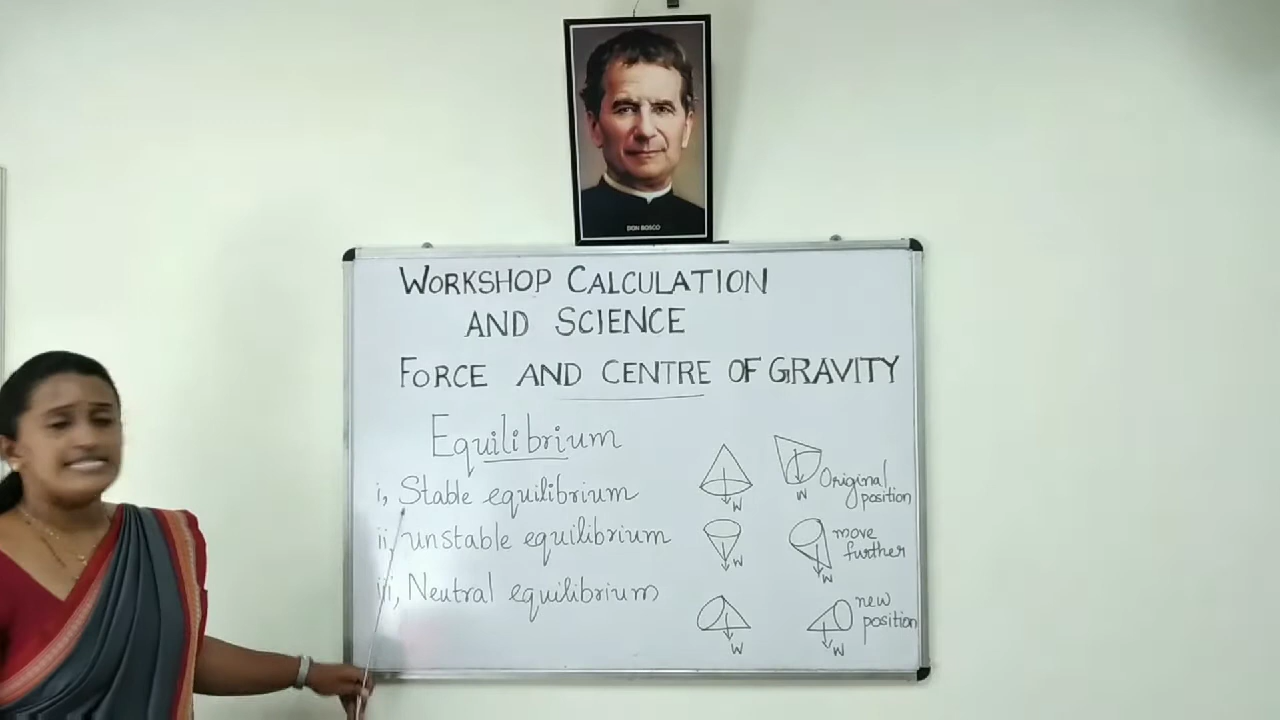 DON BOSCO
WORKSHOP CALCULATION
AND SCIENCE
FORCE AND CENTRE OF GRAVITY
Equilibrium
i, Stable equilibrium
W
W
Original
position
ii, unstable equilibrium
W
W
move
further
iii, Neutral equilibrium
W
W
new
position